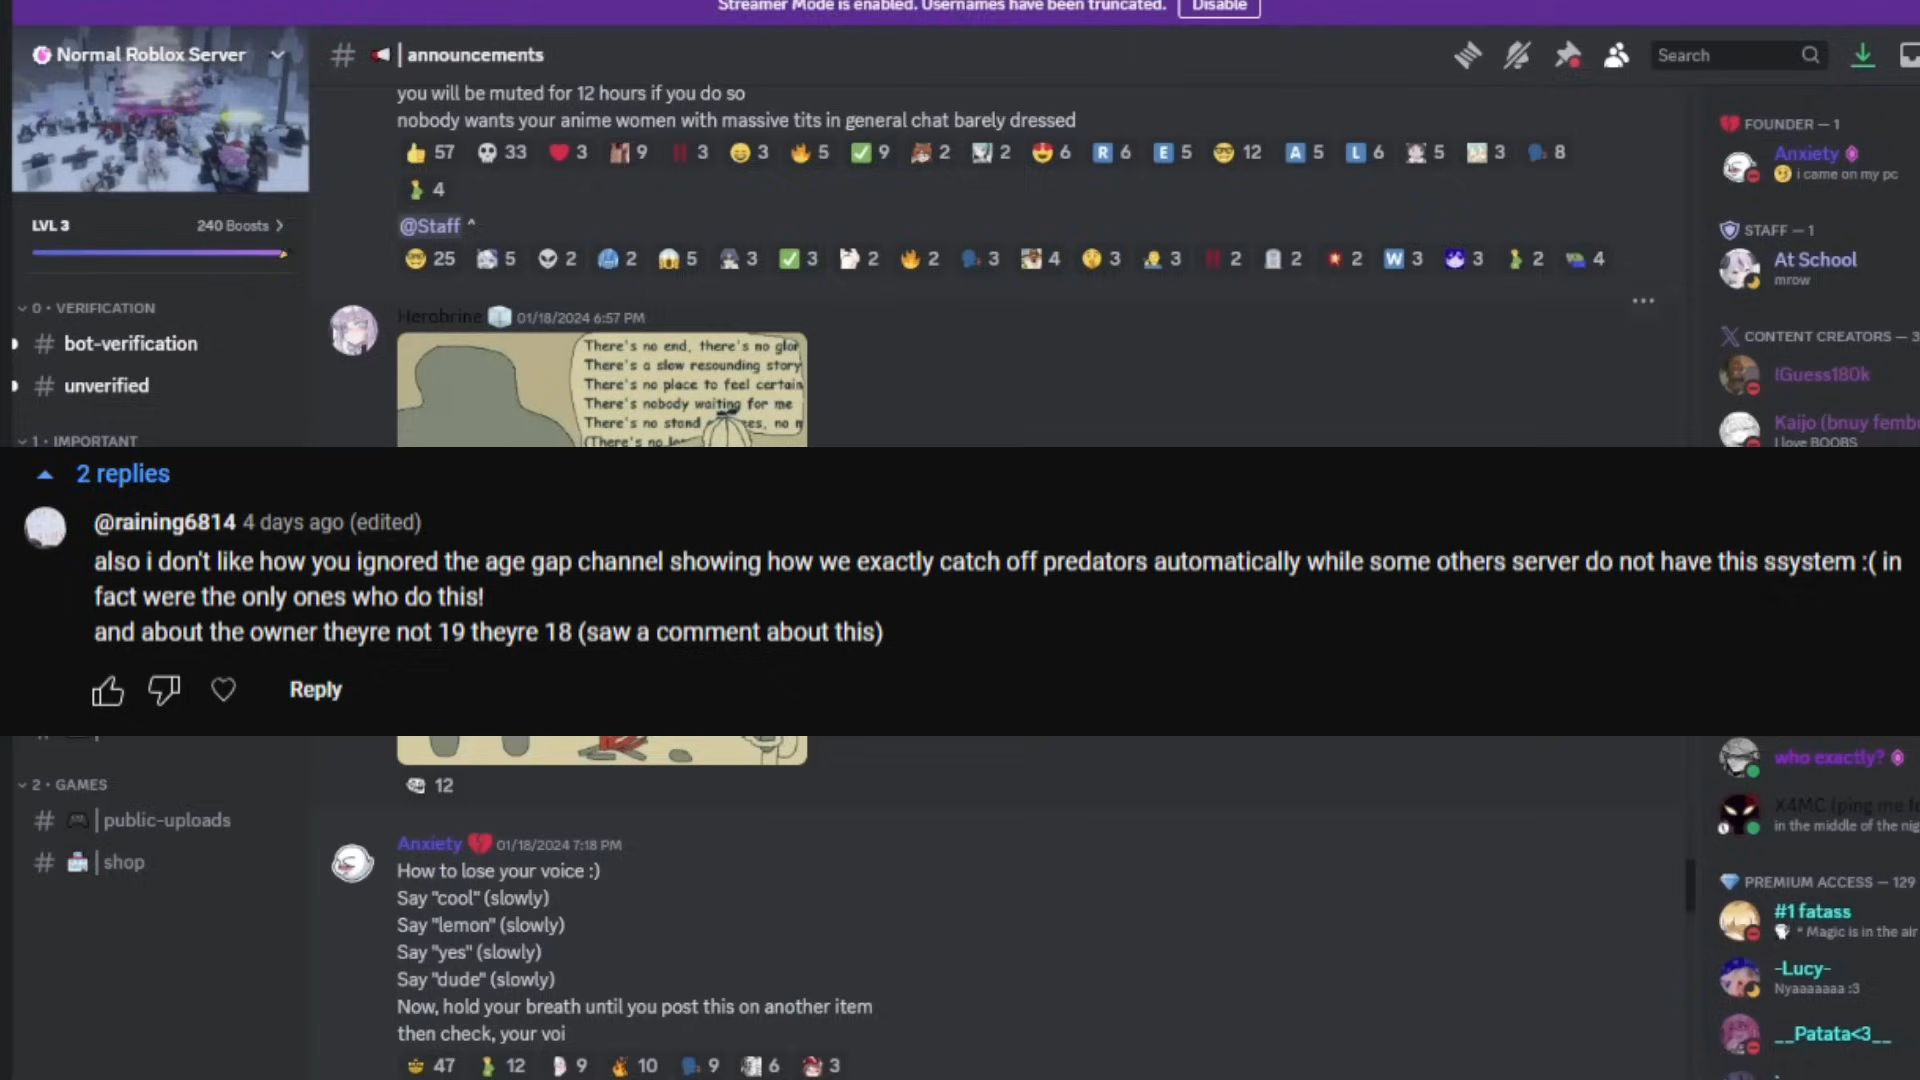 Streamer Mode is enabled. Usernames have been truncated. Disable
Normal Roblox Server
LVL 3 240 Boosts
0 • VERIFICATION
bot-verification
unverified
1 • IMPORTANT
2 • GAMES
public-uploads
shop
announcements
Search
you will be muted for 12 hours if you do so
nobody wants your anime women with massive tits in general chat barely dressed
57 33 3 9 3 3 5 9 2 2 6 R 6 E 5 12 A 5 L 6 5 3 8
4
@Staff ^
25 5 2 2 5 3 3 2 2 3 4 3 3 2 2 2 W 3 3 2 4
Herobrine 01/18/2024 6:57 PM
There's no end, there's no glor
There's a slow resounding story
There's no place to feel certain
There's nobody waiting for me
There's no stand
(There's no
2 replies
@raining6814 4 days ago (edited)
also i don't like how you ignored the age gap channel showing how we exactly catch off predators automatically while some others server do not have this ssystem :( in
fact were the only ones who do this!
and about the owner theyre not 19 theyre 18 (saw a comment about this)
Reply
12
Anxiety 01/18/2024 7:18 PM
How to lose your voice :)
Say "cool" (slowly)
Say "lemon" (slowly)
Say "yes" (slowly)
Say "dude" (slowly)
Now, hold your breath until you post this on another item
then check, your voi
47 12 9 10 9 6 3
FOUNDER — 1
Anxiety
i came on my pc
STAFF — 1
At School
mrow
CONTENT CREATORS — 3
IGuess180k
Kaijo (bnuy fembo
I love BOOBS
who exactly?
X4MC (ping me fo
in the middle of the nig
PREMIUM ACCESS — 129
#1 fatass
* Magic is in the air
-Lucy-
Nyaaaaaaa :3
__Patata<3__